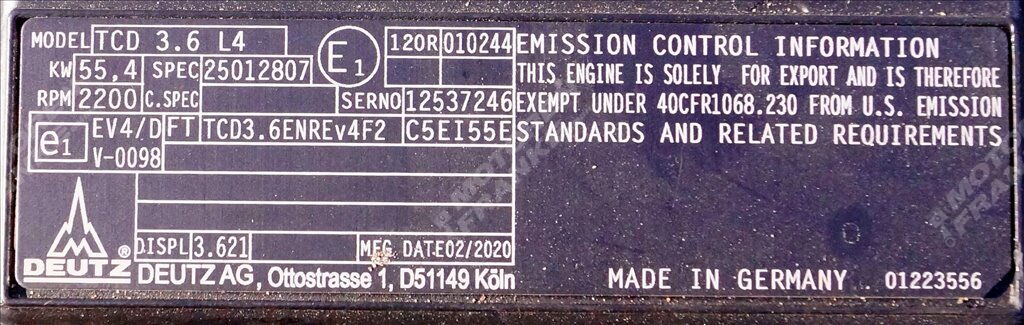 MODEL TCD 3.6 L4 E1 120R 010244
KW 55,4 SPEC 25012807
RPM 2200 C.SPEC SERNO 12537246
e1 EV4/D FT TCD3.6ENREv4F2 C5EI55E
V-0098
DISPL 3.621 MFG. DATE 02/2020
DEUTZ ®
DEUTZ AG, Ottostrasse 1, D51149 Köln
EMISSION CONTROL INFORMATION
THIS ENGINE IS SOLELY FOR EXPORT AND IS THEREFORE
EXEMPT UNDER 40CFR1068.230 FROM U.S. EMISSION
STANDARDS AND RELATED REQUIREMENTS
MADE IN GERMANY 01223556